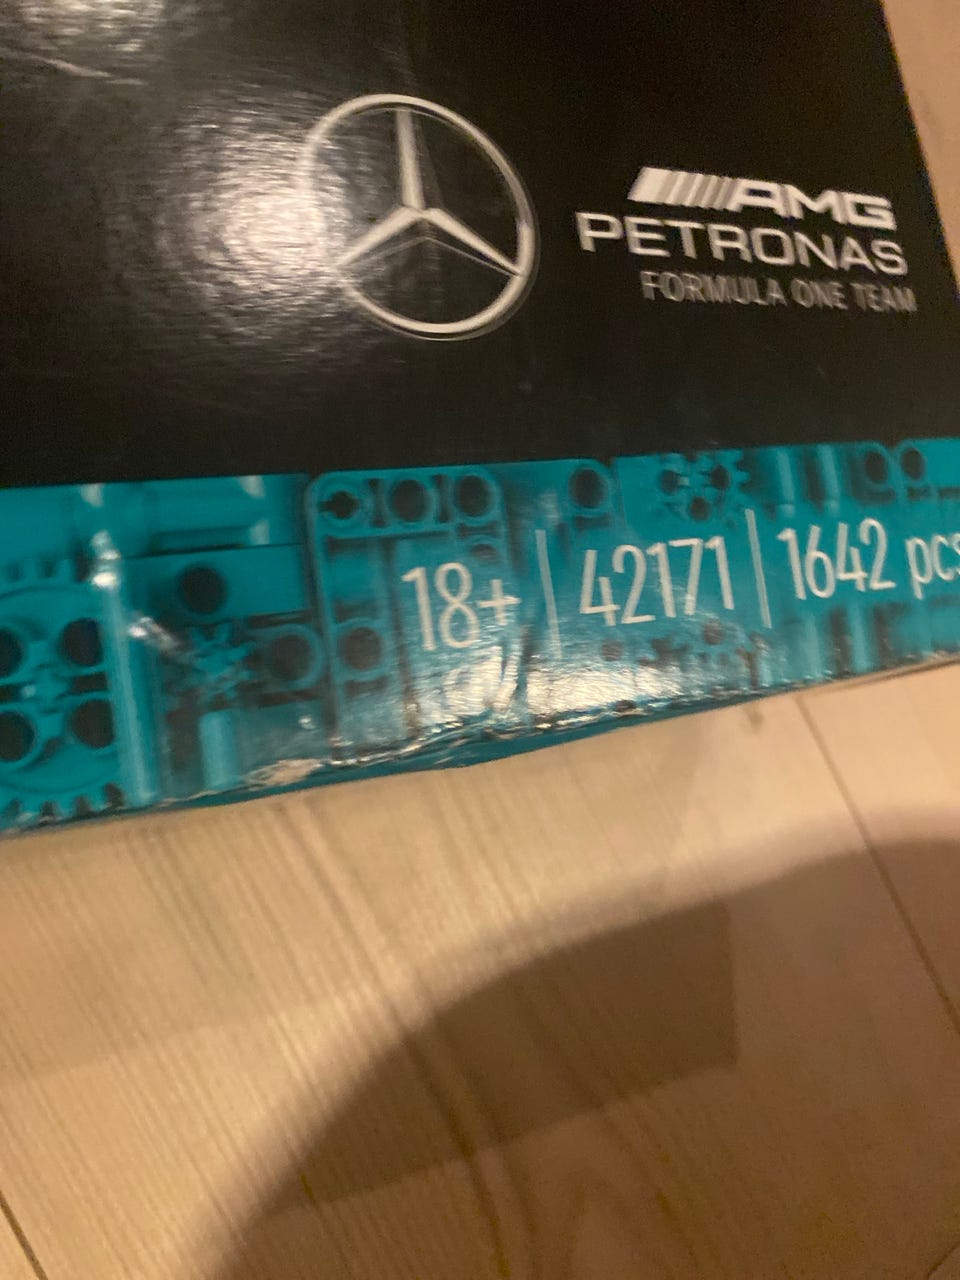 AMG
PETRONAS
FORMULA ONE TEAM
18+ | 42171 | 1642 pcs